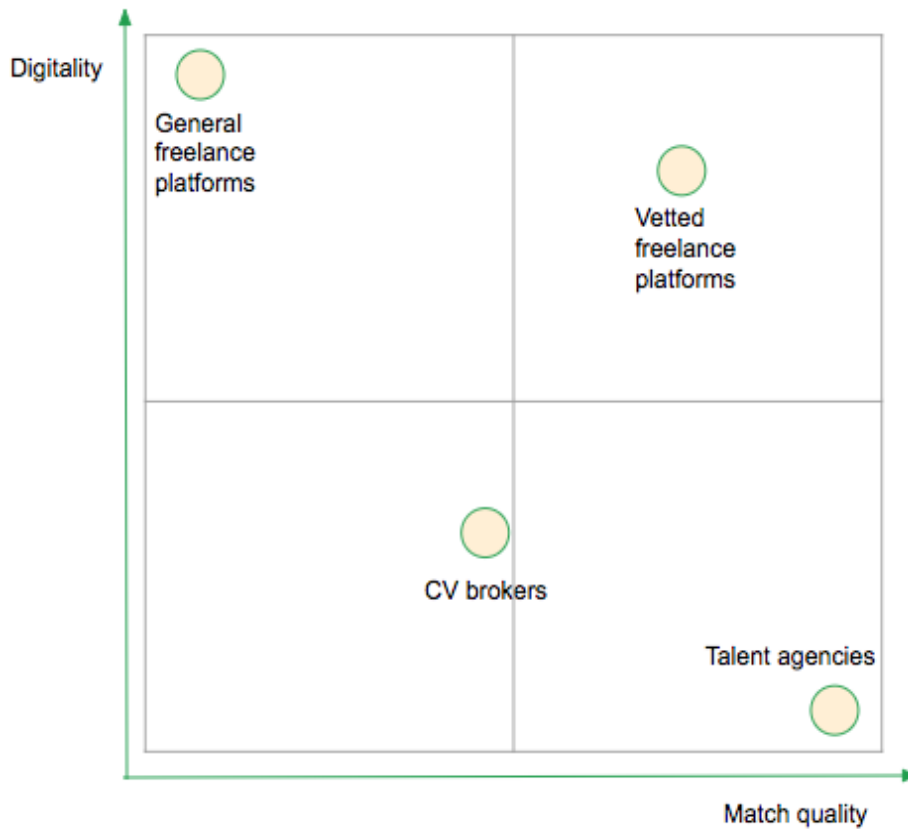 Digitality
General
freelance
platforms
Vetted
freelance
platforms
CV brokers
Talent agencies
Match quality